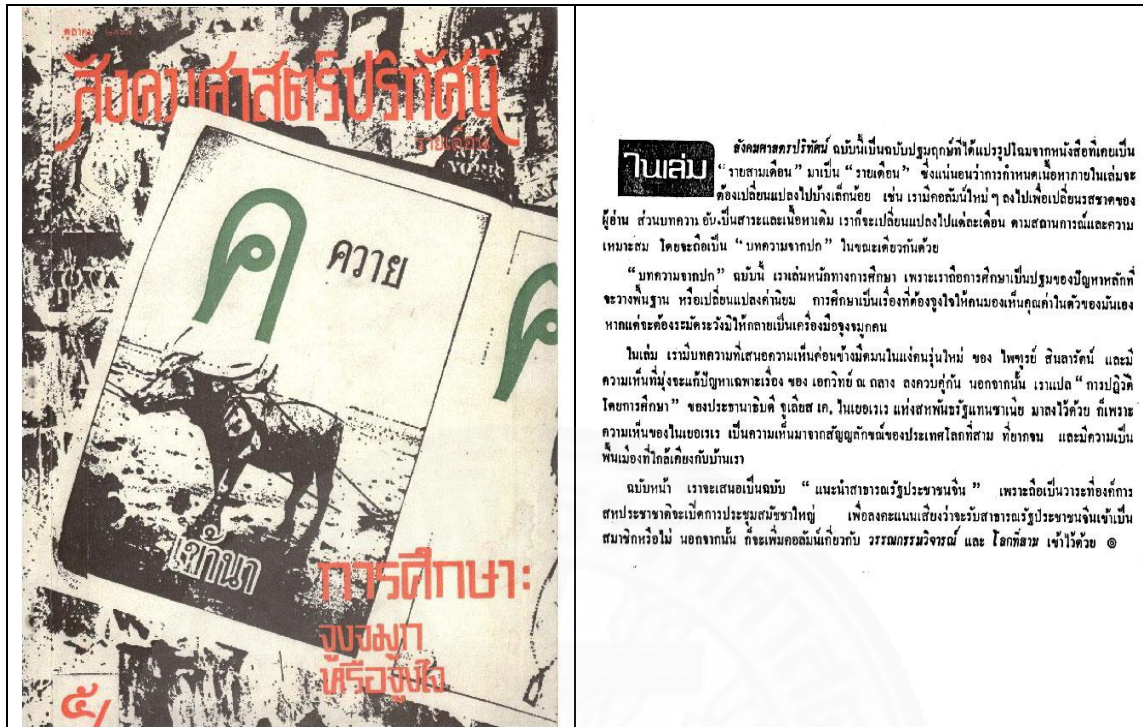 ตุลาคม ๒๕๑๔
สังคมศาสตร์ปริทัศน์
รายเดือน
ค ควาย
เข้านา
การศึกษา:
จูงจมูก
หรือจูงใจ
๕/
ในเล่ม
สังคมศาสตรปริทัศน์ ฉบับนี้เป็นฉบับปฐมฤกษ์ที่ได้แปรรูปโฉมจากหนังสือที่เคยเป็น
“รายสามเดือน” มาเป็น “รายเดือน” ซึ่งแน่นอนว่าการกำหนดเนื้อหาภายในเล่มจะ
ต้องเปลี่ยนแปลงไปบ้างเล็กน้อย เช่น เรามีคอลัมน์ใหม่ ๆ ลงไปเพื่อเปลี่ยนรสชาดของ
ผู้อ่าน ส่วนบทความ อันเป็นสาระและเนื้อหาเดิม เราก็จะเปลี่ยนแปลงไปแต่ละเดือน ตามสถานการณ์และความ
เหมาะสม โดยจะถือเป็น “บทความจากปก” ในขณะเดียวกันด้วย
“บทความจากปก” ฉบับนี้ เราเล่นหนักทางการศึกษา เพราะเราถือการศึกษาเป็นปฐมของปัญหาหลักที่
จะวางพื้นฐาน หรือเปลี่ยนแปลงค่านิยม การศึกษาเป็นเรื่องที่ต้องจูงใจให้คนมองเห็นคุณค่าในตัวของมันเอง
หากแต่จะต้องระมัดระวังมิให้กลายเป็นเครื่องมือจูงจมูกคน
ในเล่ม เรามีบทความที่เสนอความเห็นค่อนข้างมืดมนในแง่คนรุ่นใหม่ ของ ไพฑูรย์ สินลารัตน์ และมี
ความเห็นที่มุ่งจะแก้ปัญหาเฉพาะเรื่อง ของ เอกวิทย์ ณ ถลาง ลงควบคู่กัน นอกจากนั้น เราแปล “การปฏิวัติ
โดยการศึกษา” ของประธานาธิบดี จูเลียส เค. ไนเยอเรเร แห่งสหพันธรัฐแทนซาเนีย มาลงไว้ด้วย ก็เพราะ
ความเห็นของไนเยอเรเร เป็นความเห็นมาจากสัญญลักษณ์ของประเทศโลกที่สาม ที่ยากจน และมีความเป็น
พื้นเมืองที่ใกล้เคียงกับบ้านเรา
ฉบับหน้า เราจะเสนอเป็นฉบับ “แนะนำสาธารณรัฐประชาชนจีน” เพราะถือเป็นวาระที่องค์การ
สหประชาชาติจะเปิดการประชุมสมัชชาใหญ่ เพื่อลงคะแนนเสียงว่าจะรับสาธารณรัฐประชาชนจีนเข้าเป็น
สมาชิกหรือไม่ นอกจากนั้น ก็จะเพิ่มคอลัมน์เกี่ยวกับ วรรณกรรมวิจารณ์ และ โลกที่สาม เข้าไว้ด้วย ๏